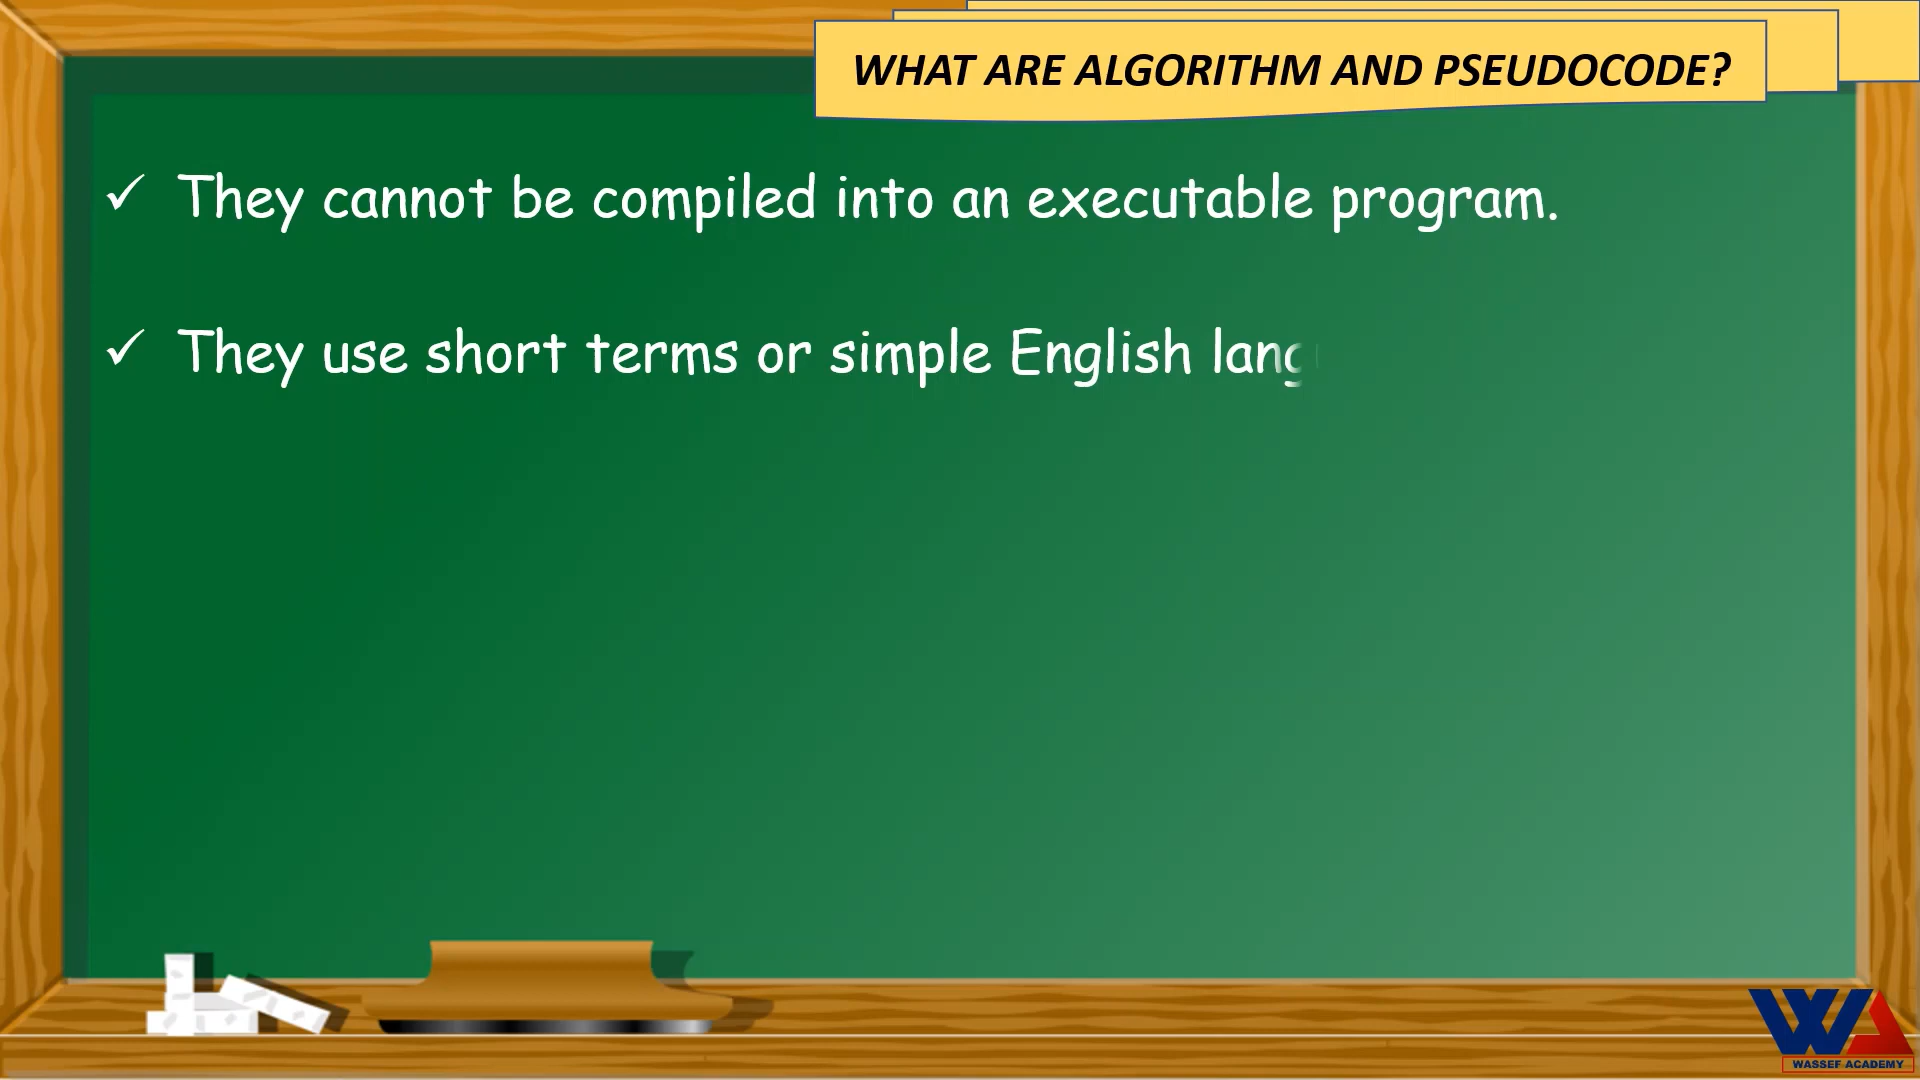 WHAT ARE ALGORITHM AND PSEUDOCODE?
✓ They cannot be compiled into an executable program.
✓ They use short terms or simple English lang
WASSEF ACADEMY